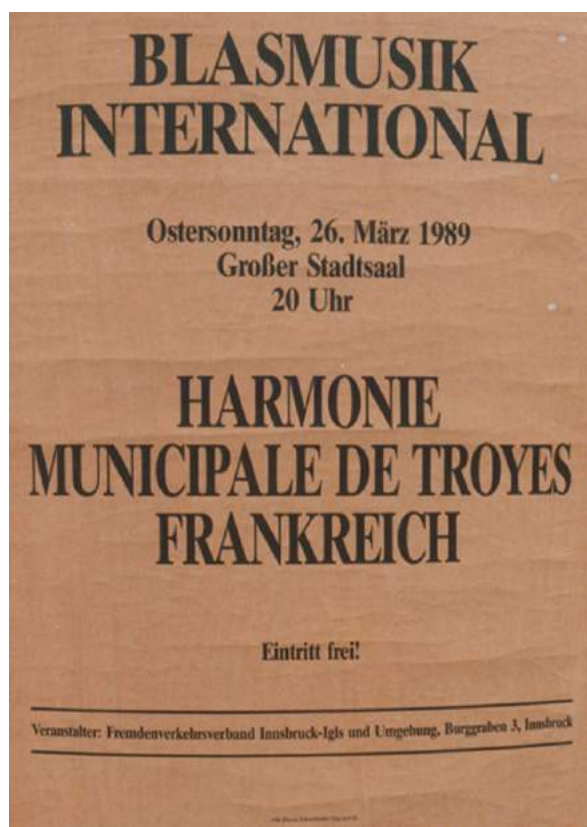 BLASMUSIK
INTERNATIONAL
Ostersonntag, 26. März 1989
Großer Stadtsaal
20 Uhr
HARMONIE
MUNICIPALE DE TROYES
FRANKREICH
Eintritt frei!
Veranstalter: Fremdenverkehrsverband Innsbruck-Igls und Umgebung, Burggraben 3, Innsbruck